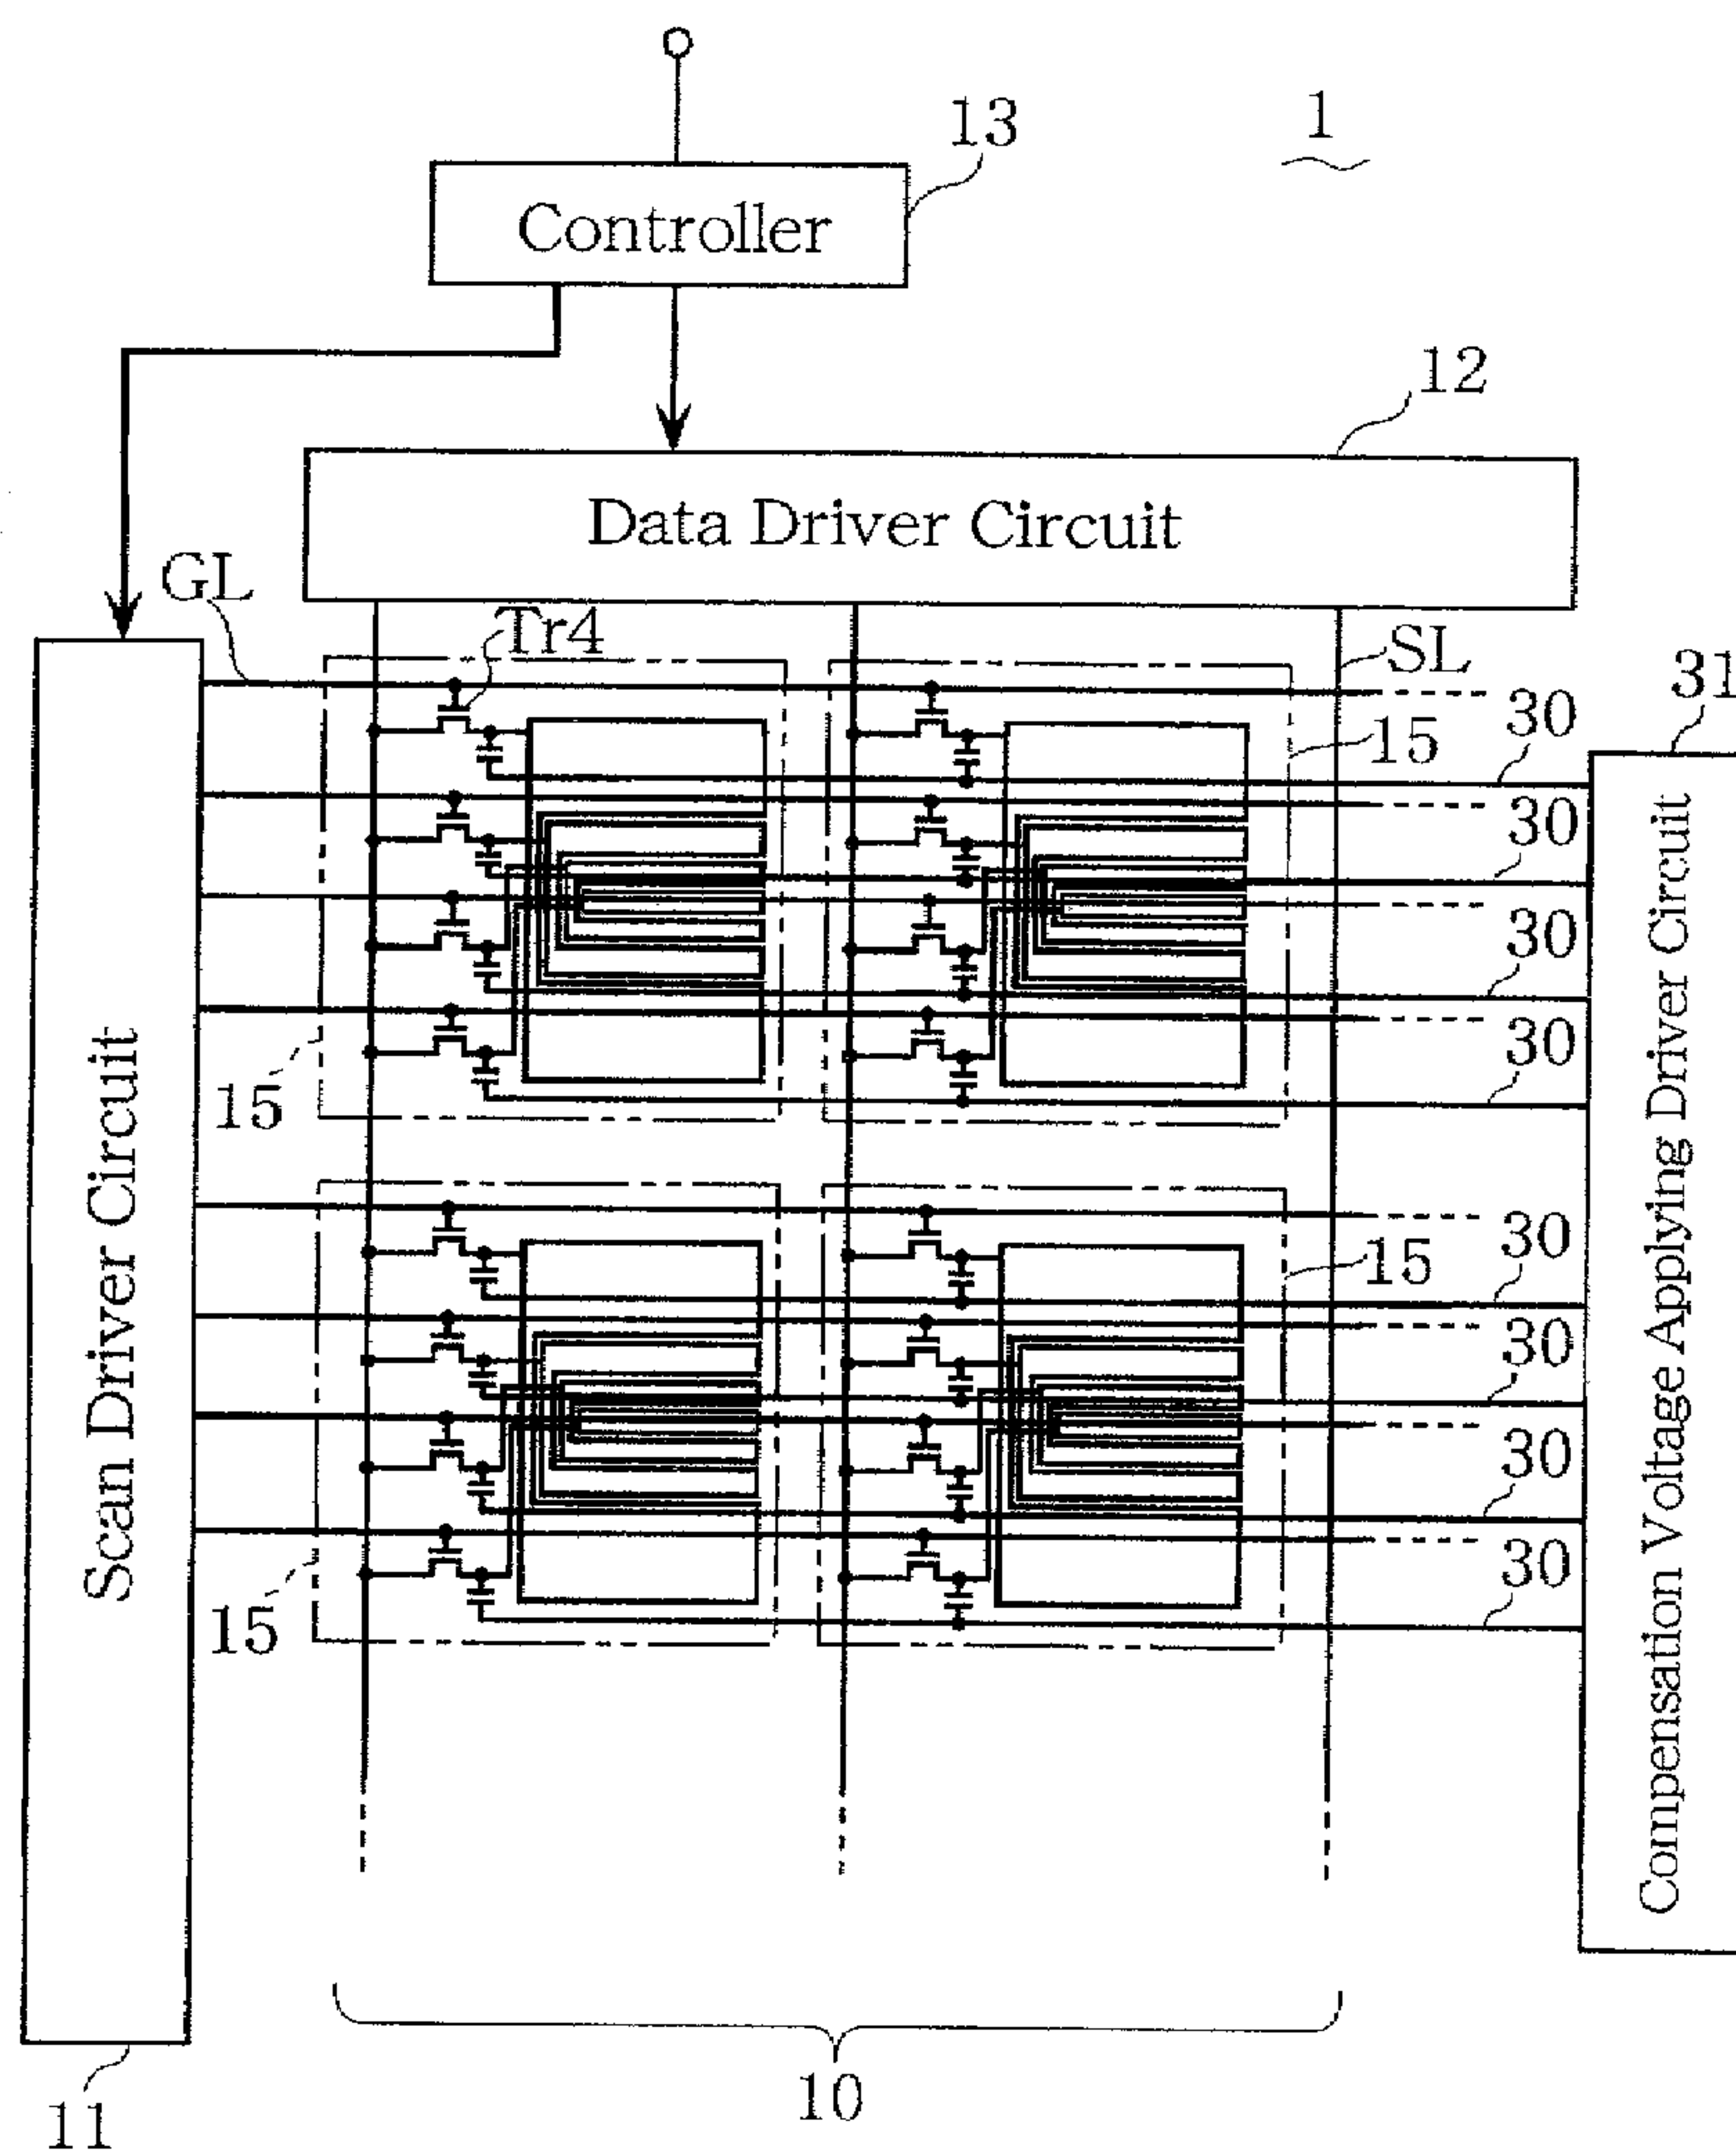 1
13
Controller
12
Data Driver Circuit
GL
Tr4
SL
31
30
15
30
30
30
15
Scan Driver Circuit
Compensation Voltage Applying Driver Circuit
30
15
30
30
30
15
10
11